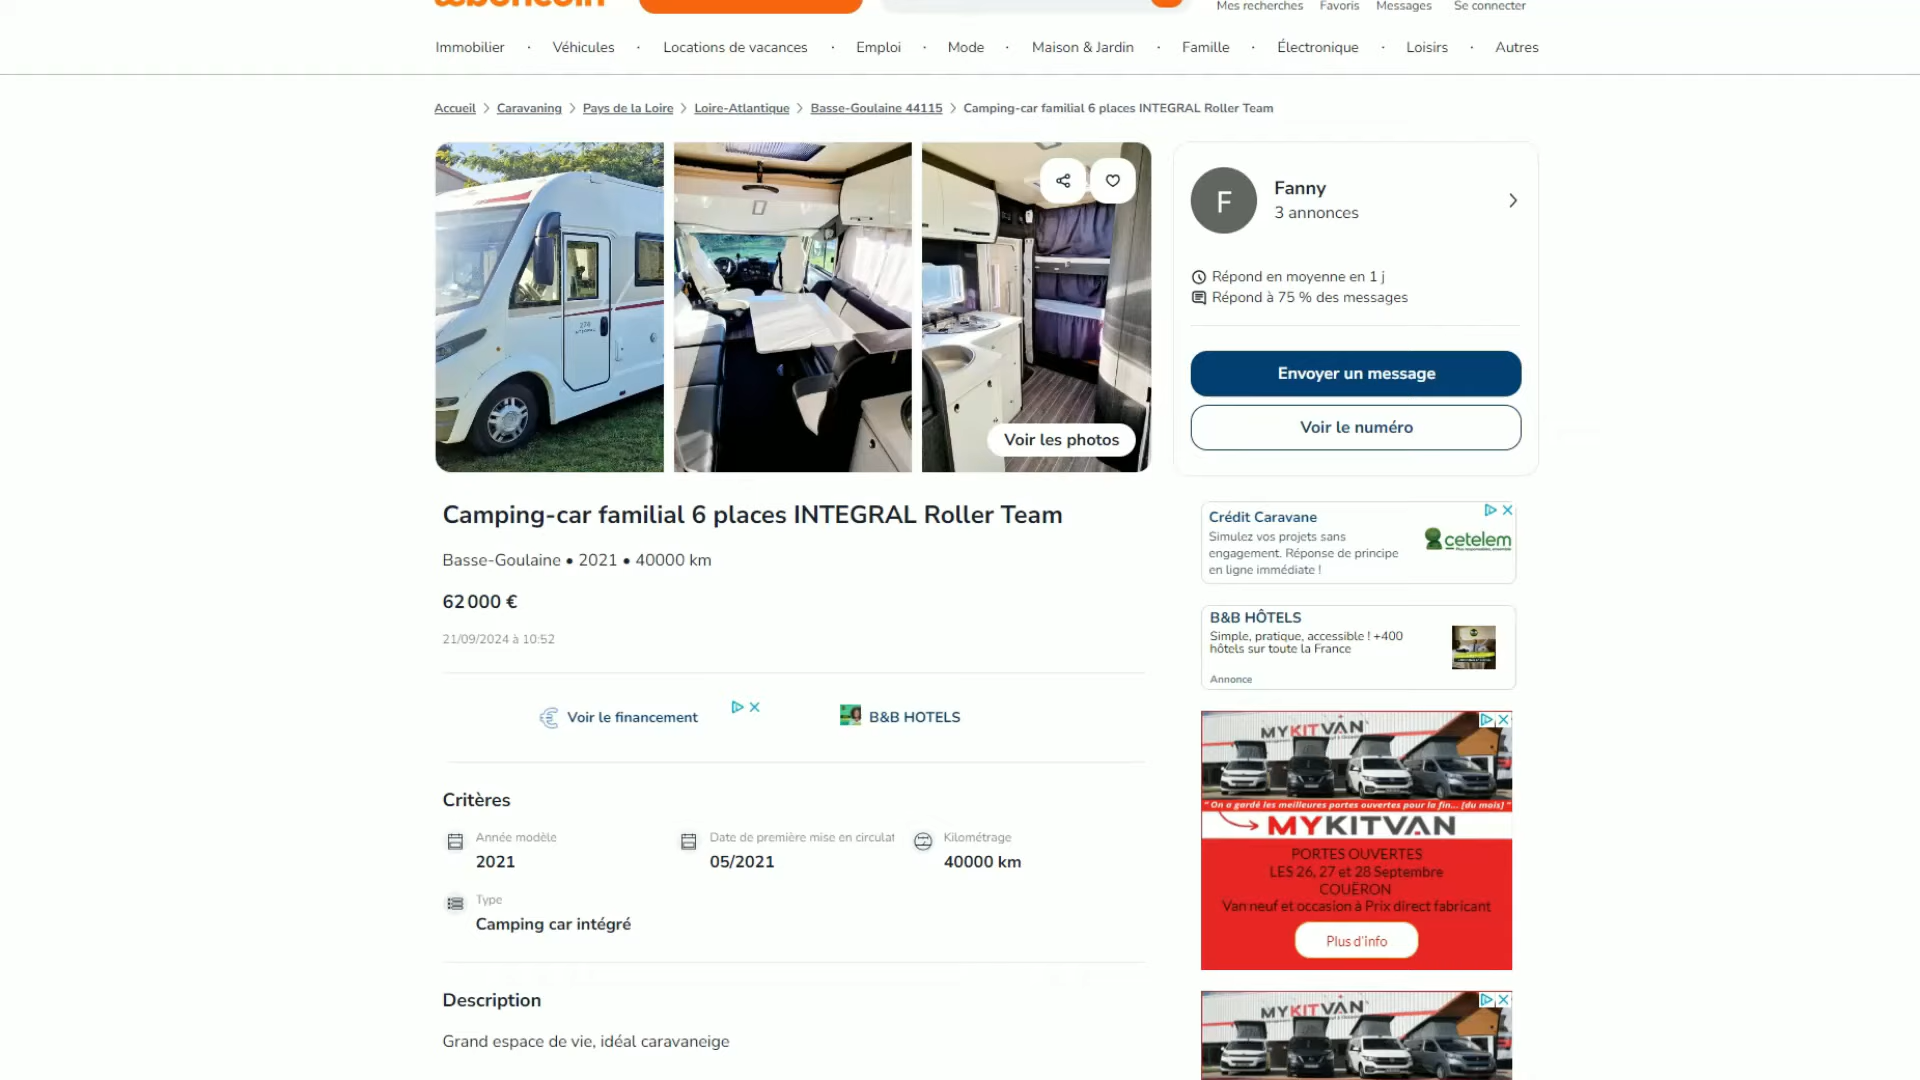 leboncoin
Mes recherches Favoris Messages Se connecter
Immobilier · Véhicules · Locations de vacances · Emploi · Mode · Maison & Jardin · Famille · Électronique · Loisirs · Autres
Accueil > Caravaning > Pays de la Loire > Loire-Atlantique > Basse-Goulaine 44115 > Camping-car familial 6 places INTEGRAL Roller Team
Voir les photos
F
Fanny
3 annonces
Répond en moyenne en 1 j
Répond à 75 % des messages
Envoyer un message
Voir le numéro
Camping-car familial 6 places INTEGRAL Roller Team
Basse-Goulaine • 2021 • 40000 km
62 000 €
21/09/2024 à 10:52
Voir le financement
B&B HOTELS
Critères
Année modèle
2021
Date de première mise en circulat
05/2021
Kilométrage
40000 km
Type
Camping car intégré
Description
Grand espace de vie, idéal caravaneige
Crédit Caravane
Simulez vos projets sans
engagement. Réponse de principe
en ligne immédiate !
cetelem
B&B HÔTELS
Simple, pratique, accessible ! +400
hôtels sur toute la France
Annonce
MYKITVAN
" On a gardé les meilleures portes ouvertes pour la fin... (du mois) "
MYKITVAN
PORTES OUVERTES
LES 26, 27 et 28 Septembre
COUËRON
Van neuf et occasion à Prix direct fabricant
Plus d'info
MYKITVAN